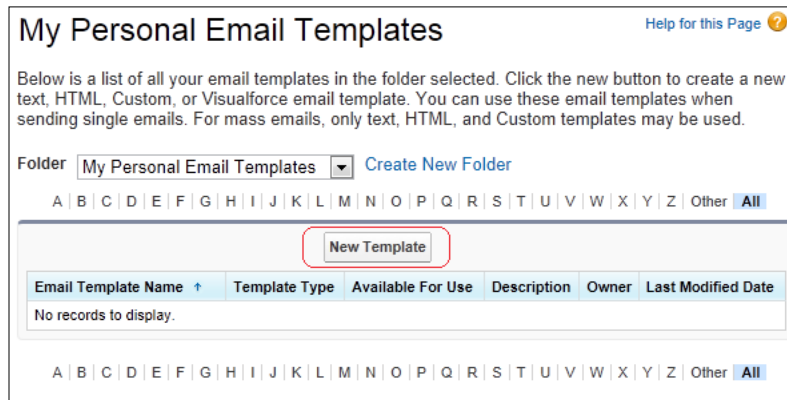 My Personal Email Templates
Help for this Page ?
Below is a list of all your email templates in the folder selected. Click the new button to create a new
text, HTML, Custom, or Visualforce email template. You can use these email templates when
sending single emails. For mass emails, only text, HTML, and Custom templates may be used.
Folder My Personal Email Templates Create New Folder
A | B | C | D | E | F | G | H | I | J | K | L | M | N | O | P | Q | R | S | T | U | V | W | X | Y | Z | Other All
New Template
Email Template Name ↑ Template Type Available For Use Description Owner Last Modified Date
No records to display.
A | B | C | D | E | F | G | H | I | J | K | L | M | N | O | P | Q | R | S | T | U | V | W | X | Y | Z | Other All